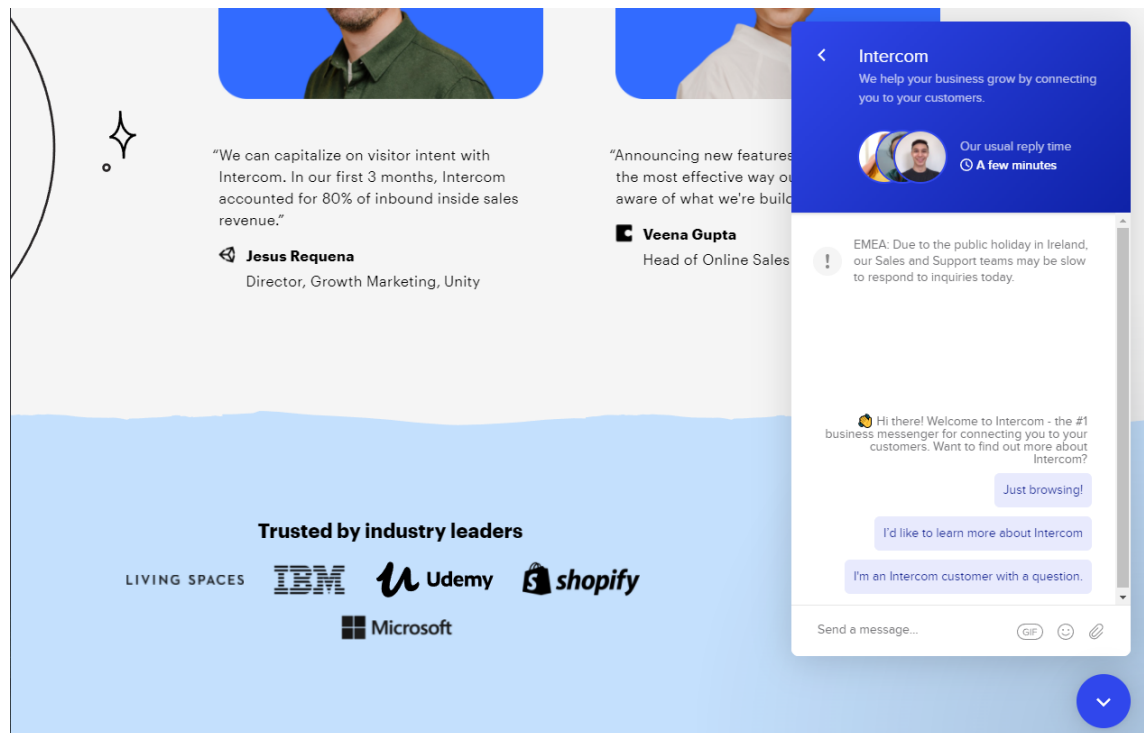 “We can capitalize on visitor intent with
Intercom. In our first 3 months, Intercom
accounted for 80% of inbound inside sales
revenue.”
Jesus Requena
Director, Growth Marketing, Unity
“Announcing new features
the most effective way
aware of what we're
Veena Gupta
Head of Online Sales
Trusted by industry leaders
LIVING SPACES IBM Udemy shopify
Microsoft
Intercom
We help your business grow by connecting
you to your customers.
Our usual reply time
A few minutes
EMEA: Due to the public holiday in Ireland,
our Sales and Support teams may be slow
to respond to inquiries today.
Hi there! Welcome to Intercom - the #1
business messenger for connecting you to your
customers. Want to find out more about
Intercom?
Just browsing!
I'd like to learn more about Intercom
I'm an Intercom customer with a question.
Send a message...
GIF